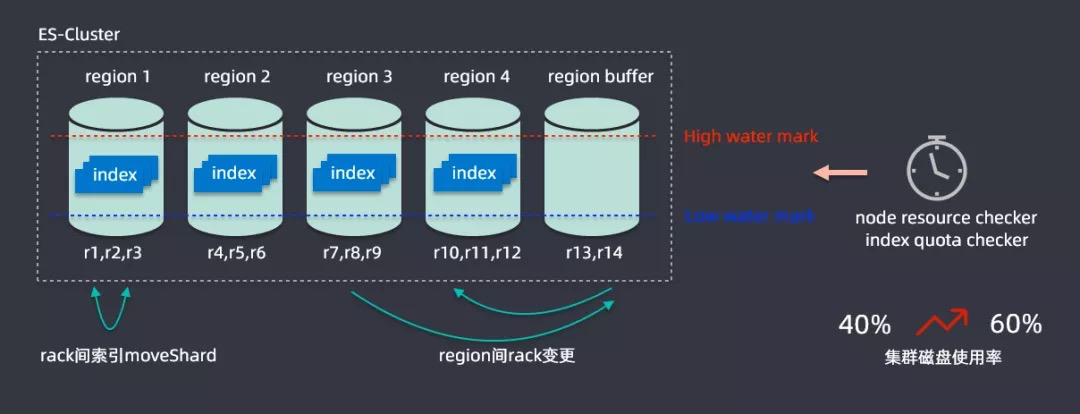 ES-Cluster
region 1
region 2
region 3
region 4
region buffer
High water mark
index
index
index
index
Low water mark
node resource checker
index quota checker
r1,r2,r3
r4,r5,r6
r7,r8,r9
r10,r11,r12
r13,r14
40%
60%
集群磁盘使用率
rack间索引moveShard
region间rack变更